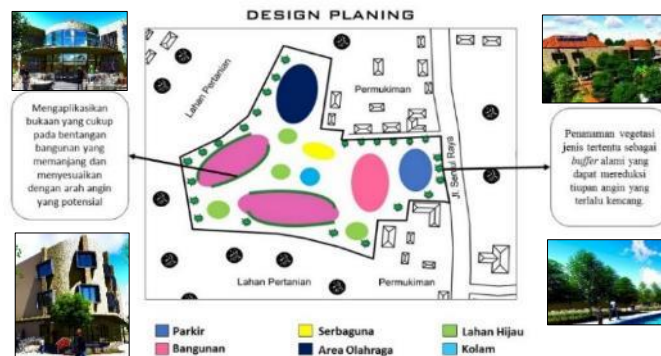 DESIGN PLANING
Mengaplikasikan
bukaan yang cukup
pada bentangan
bangunan yang
memanjang dan
menyesuaikan
dengan arah angin
yang potensial
Lahan Pertanian
Permukiman
Jl. Sentul Raya
Lahan Pertanian
Permukiman
Penanaman vegetasi
jenis tertentu sebagai
buffer alami yang
dapat mereduksi
tiupan angin yang
terlalu kencang.
Parkir
Serbaguna
Lahan Hijau
Bangunan
Area Olahraga
Kolam